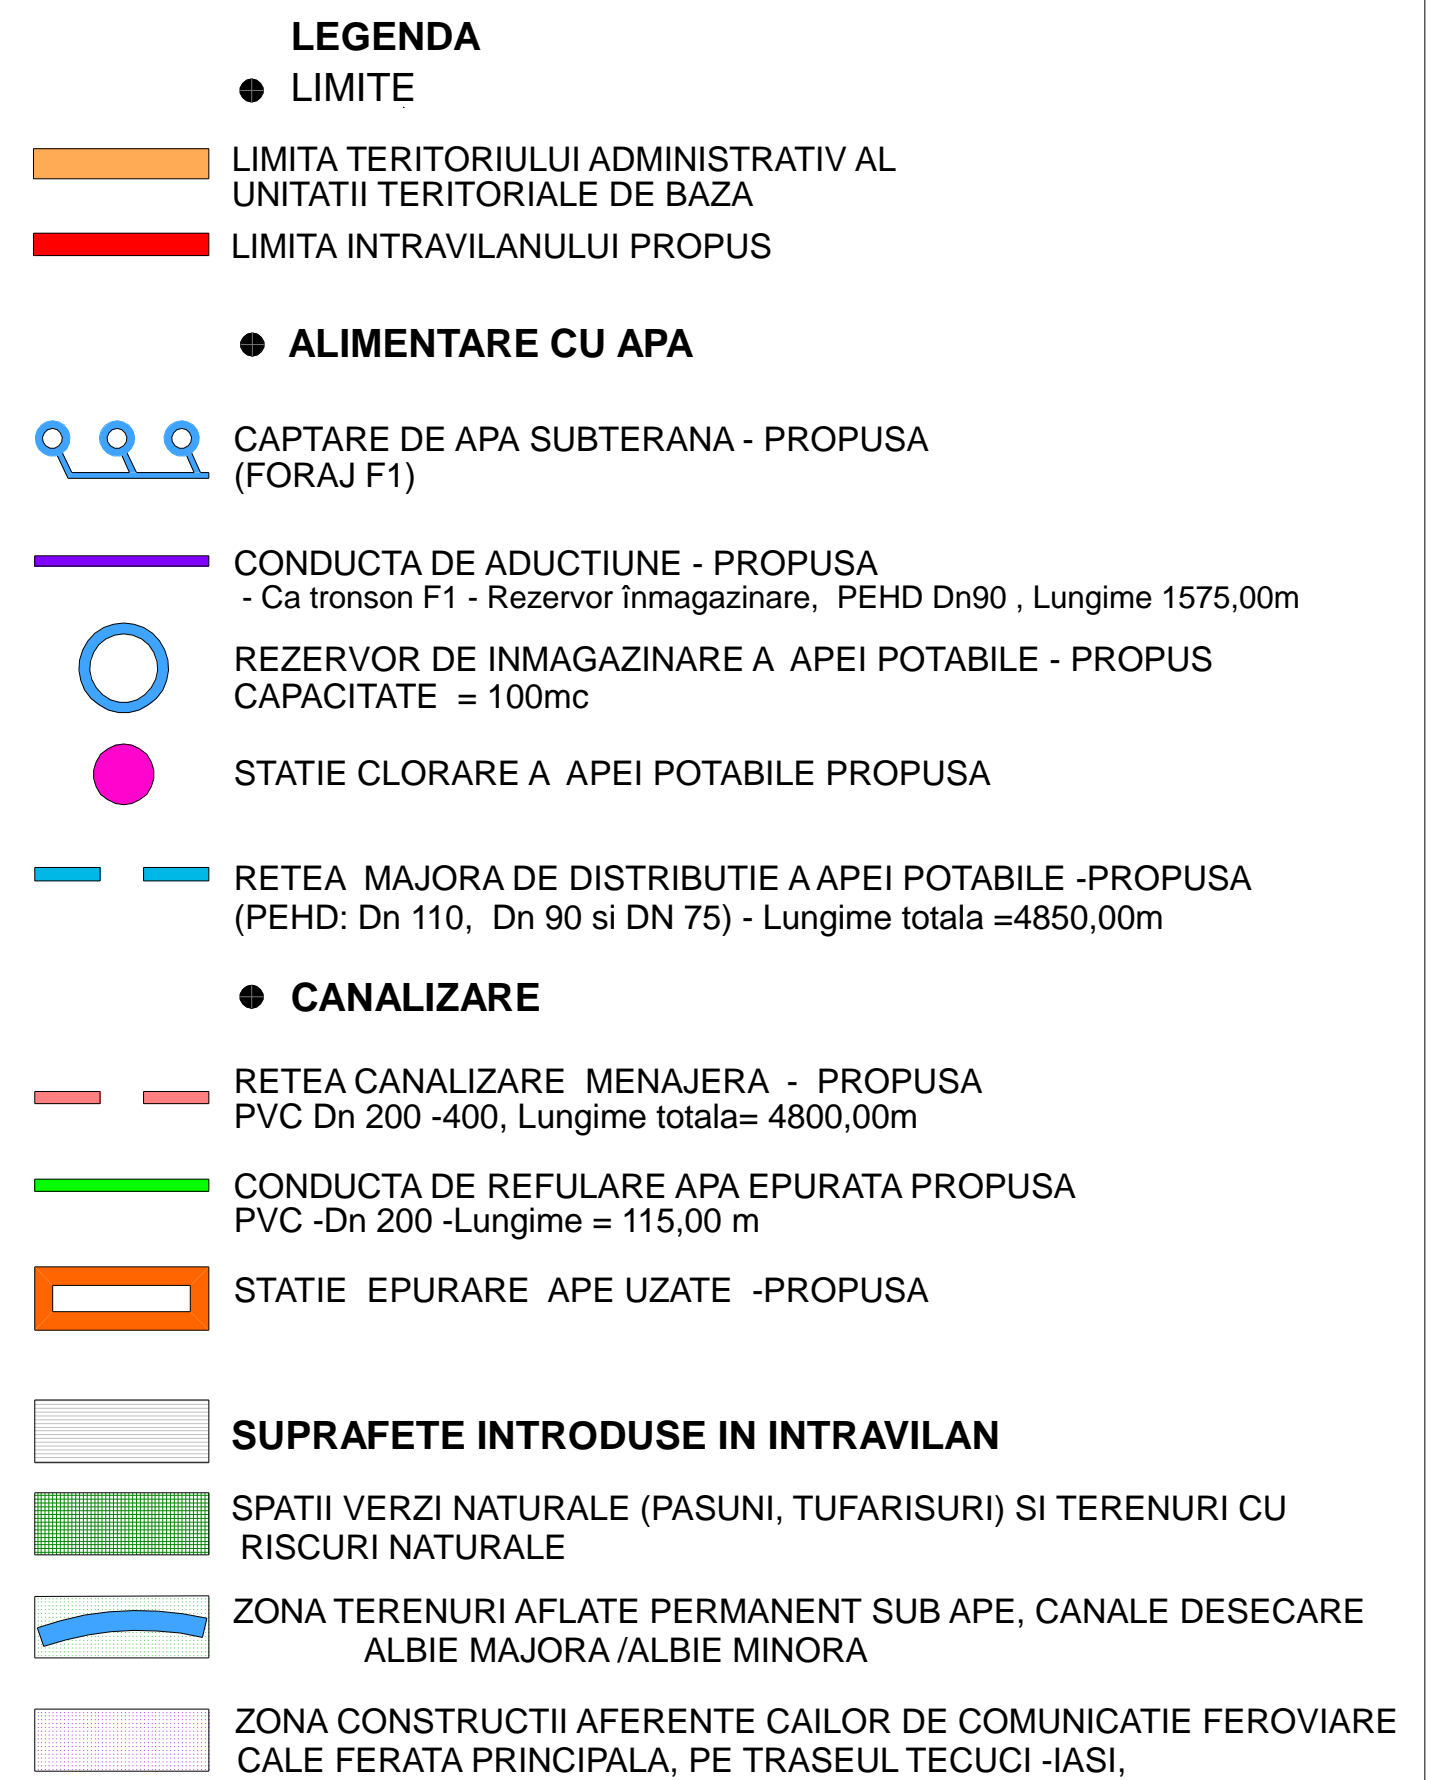 LEGENDA
LIMITE
LIMITA TERITORIULUI ADMINISTRATIV AL
UNITATII TERITORIALE DE BAZA
LIMITA INTRAVILANULUI PROPUS
ALIMENTARE CU APA
CAPTARE DE APA SUBTERANA - PROPUSA
(FORAJ F1)
CONDUCTA DE ADUCTIUNE - PROPUSA
- Ca tronson F1 - Rezervor înmagazinare, PEHD Dn90 , Lungime 1575,00m
REZERVOR DE INMAGAZINARE A APEI POTABILE - PROPUS
CAPACITATE = 100mc
STATIE CLORARE A APEI POTABILE PROPUSA
RETEA MAJORA DE DISTRIBUTIE A APEI POTABILE -PROPUSA
(PEHD: Dn 110, Dn 90 si DN 75) - Lungime totala =4850,00m
CANALIZARE
RETEA CANALIZARE MENAJERA - PROPUSA
PVC Dn 200 -400, Lungime totala= 4800,00m
CONDUCTA DE REFULARE APA EPURATA PROPUSA
PVC -Dn 200 -Lungime = 115,00 m
STATIE EPURARE APE UZATE -PROPUSA
SUPRAFETE INTRODUSE IN INTRAVILAN
SPATII VERZI NATURALE (PASUNI, TUFARISURI) SI TERENURI CU
RISCURI NATURALE
ZONA TERENURI AFLATE PERMANENT SUB APE, CANALE DESECARE
ALBIE MAJORA /ALBIE MINORA
ZONA CONSTRUCTII AFERENTE CAILOR DE COMUNICATIE FEROVIARE
CALE FERATA PRINCIPALA, PE TRASEUL TECUCI -IASI,